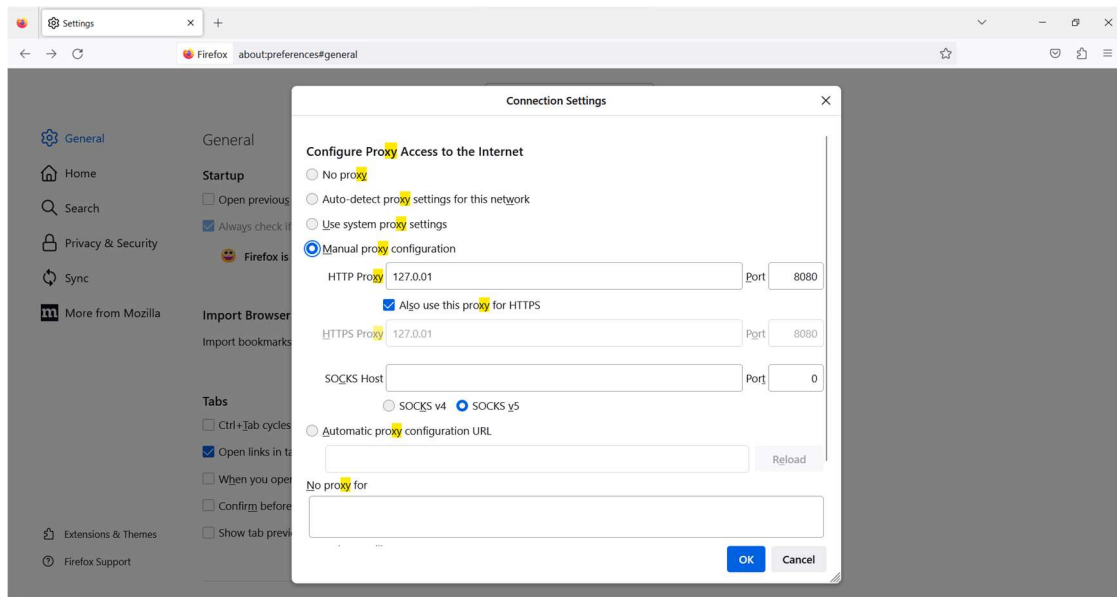 Settings
Firefox about:preferences#general
Connection Settings
General
Home
Search
Privacy & Security
Sync
More from Mozilla
Extensions & Themes
Firefox Support
General
Startup
Open previous
Always check if
Firefox is
Import Browser
Import bookmarks
Tabs
Ctrl+Tab cycles
Open links in ta
When you open
Confirm before
Show tab previ
Configure Proxy Access to the Internet
No proxy
Auto-detect proxy settings for this network
Use system proxy settings
Manual proxy configuration
HTTP Proxy 127.0.01 Port 8080
Also use this proxy for HTTPS
HTTPS Proxy 127.0.01 Port 8080
SOCKS Host Port 0
SOCKS v4 SOCKS v5
Automatic proxy configuration URL
Reload
No proxy for
OK Cancel